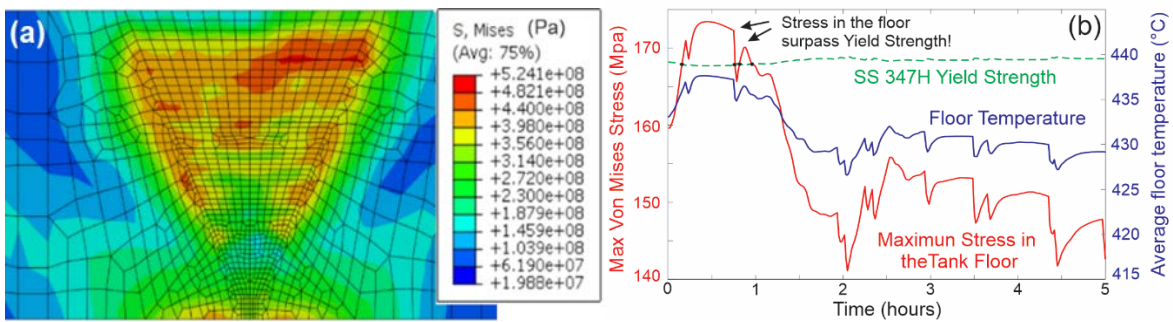 (a)
S, Mises (Pa)
(Avg: 75%)
+5.241e+08
+4.821e+08
+4.400e+08
+3.980e+08
+3.560e+08
+3.140e+08
+2.720e+08
+2.300e+08
+1.879e+08
+1.459e+08
+1.039e+08
+6.190e+07
+1.988e+07
(b)
Stress in the floor
surpass Yield Strength!
SS 347H Yield Strength
Floor Temperature
Maximun Stress in
theTank Floor
Max Von Mises Stress (Mpa)
170
160
150
140
0
1
2
3
4
5
Time (hours)
440
435
430
425
420
415
Average floor temperature (°C)